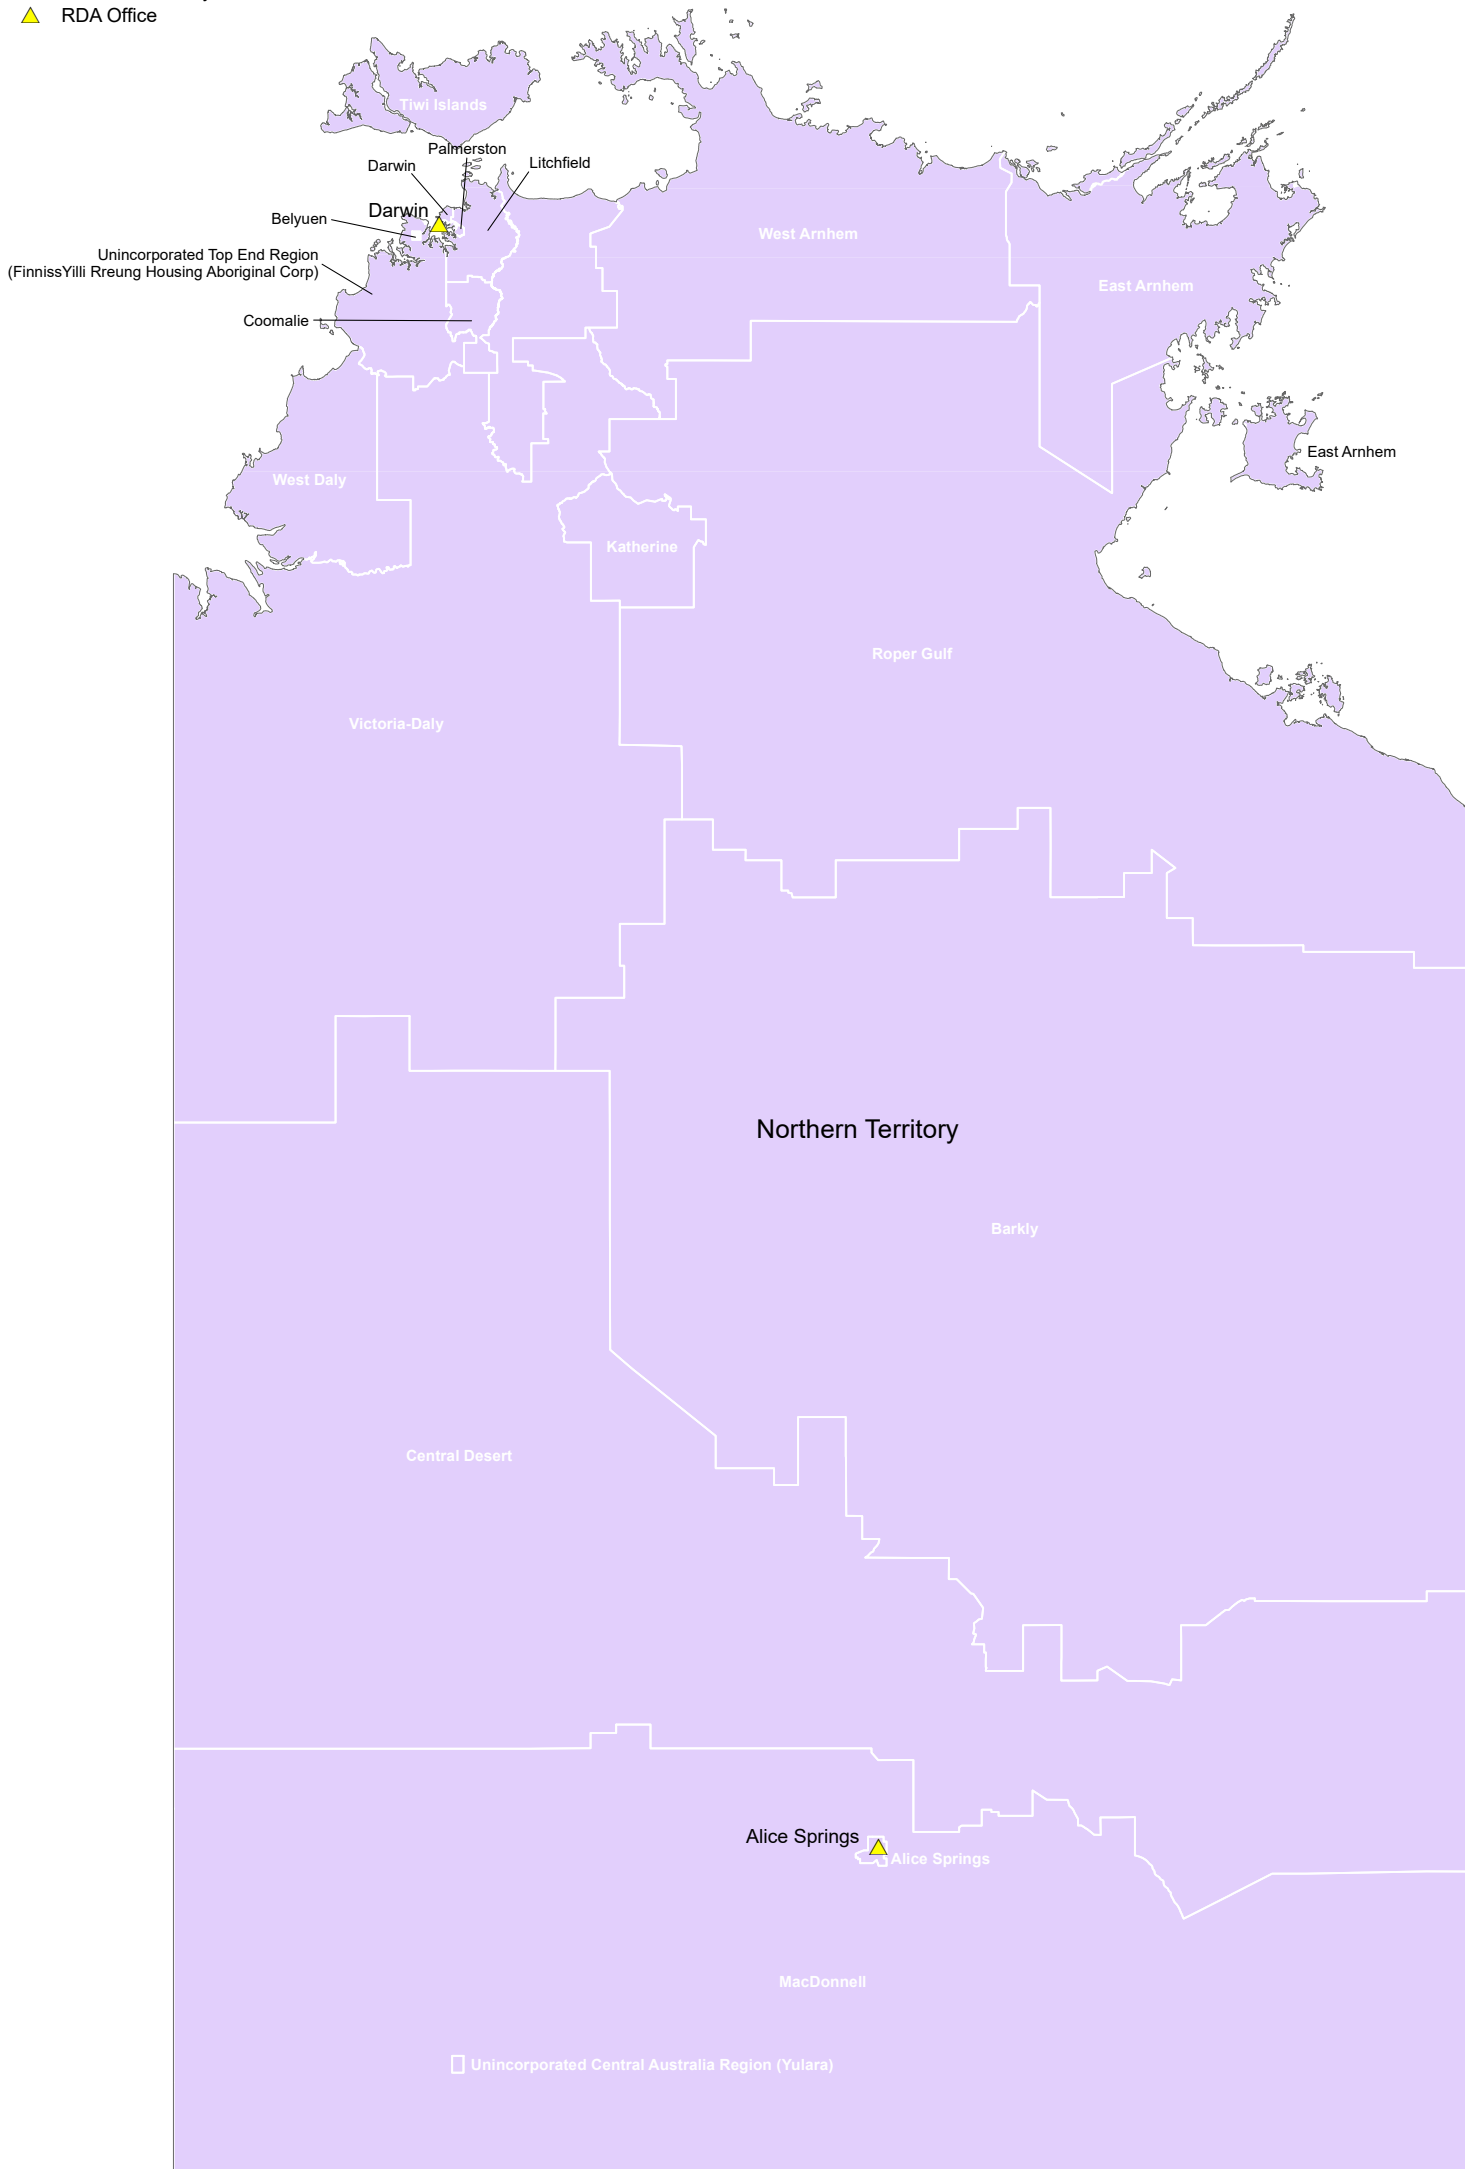 RDA Office
Tiwi Islands
Palmerston
Darwin
Litchfield
Darwin
Belyuen
West Arnhem
Unincorporated Top End Region
(FinnissYilli Rreung Housing Aboriginal Corp)
East Arnhem
Coomalie
East Arnhem
West Daly
Katherine
Roper Gulf
Victoria-Daly
Northern Territory
Barkly
Central Desert
Alice Springs
Alice Springs
MacDonnell
Unincorporated Central Australia Region (Yulara)